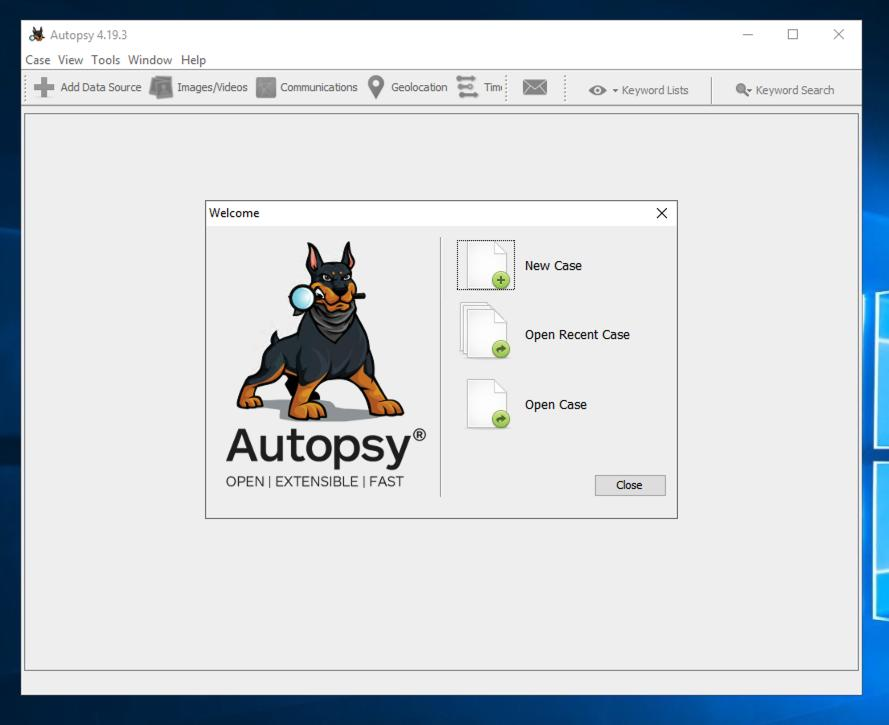 Autopsy 4.19.3
Case View Tools Window Help
Add Data Source Images/Videos Communications Geolocation Keyword Lists Keyword Search
Welcome
New Case
Open Recent Case
Open Case
Autopsy®
OPEN | EXTENSIBLE | FAST
Close